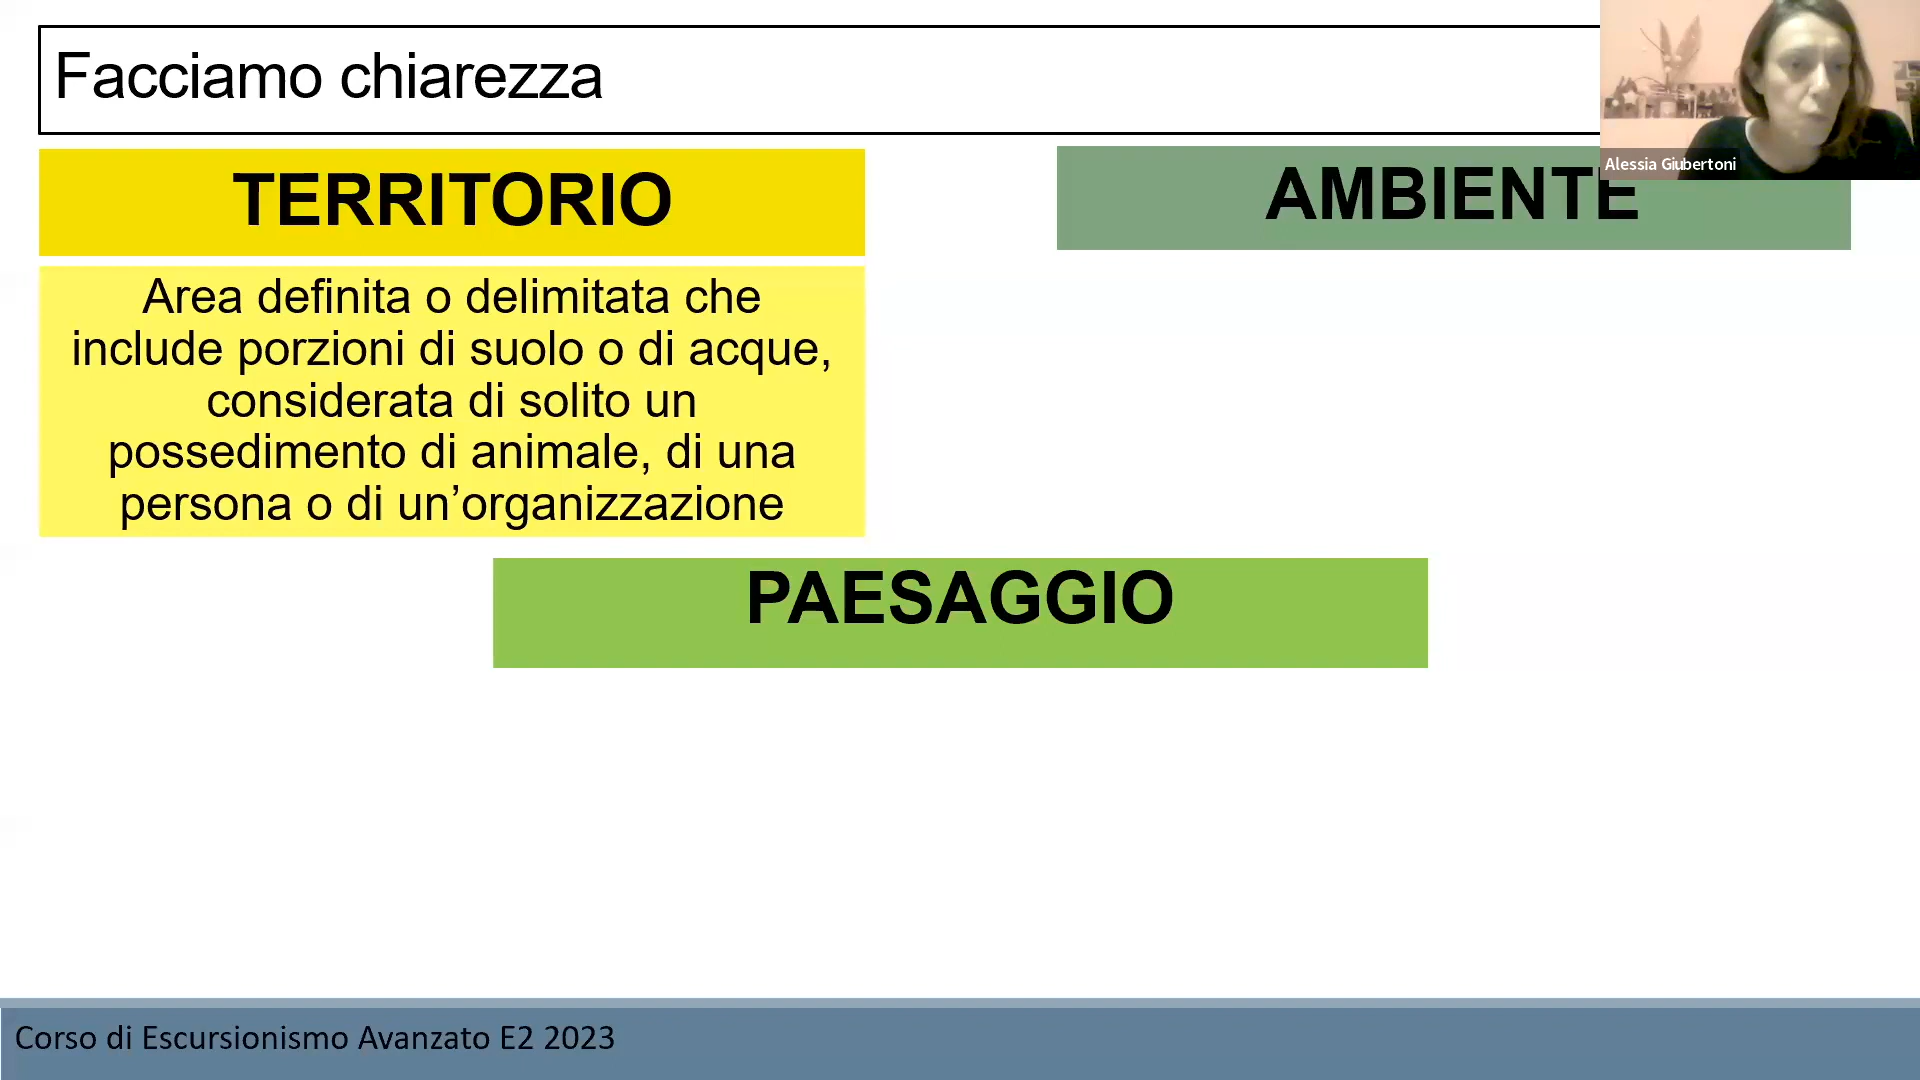 Facciamo chiarezza
Alessia Giubertoni
TERRITORIO
AMBIENTE
Area definita o delimitata che
include porzioni di suolo o di acque,
considerata di solito un
possedimento di animale, di una
persona o di un’organizzazione
PAESAGGIO
Corso di Escursionismo Avanzato E2 2023